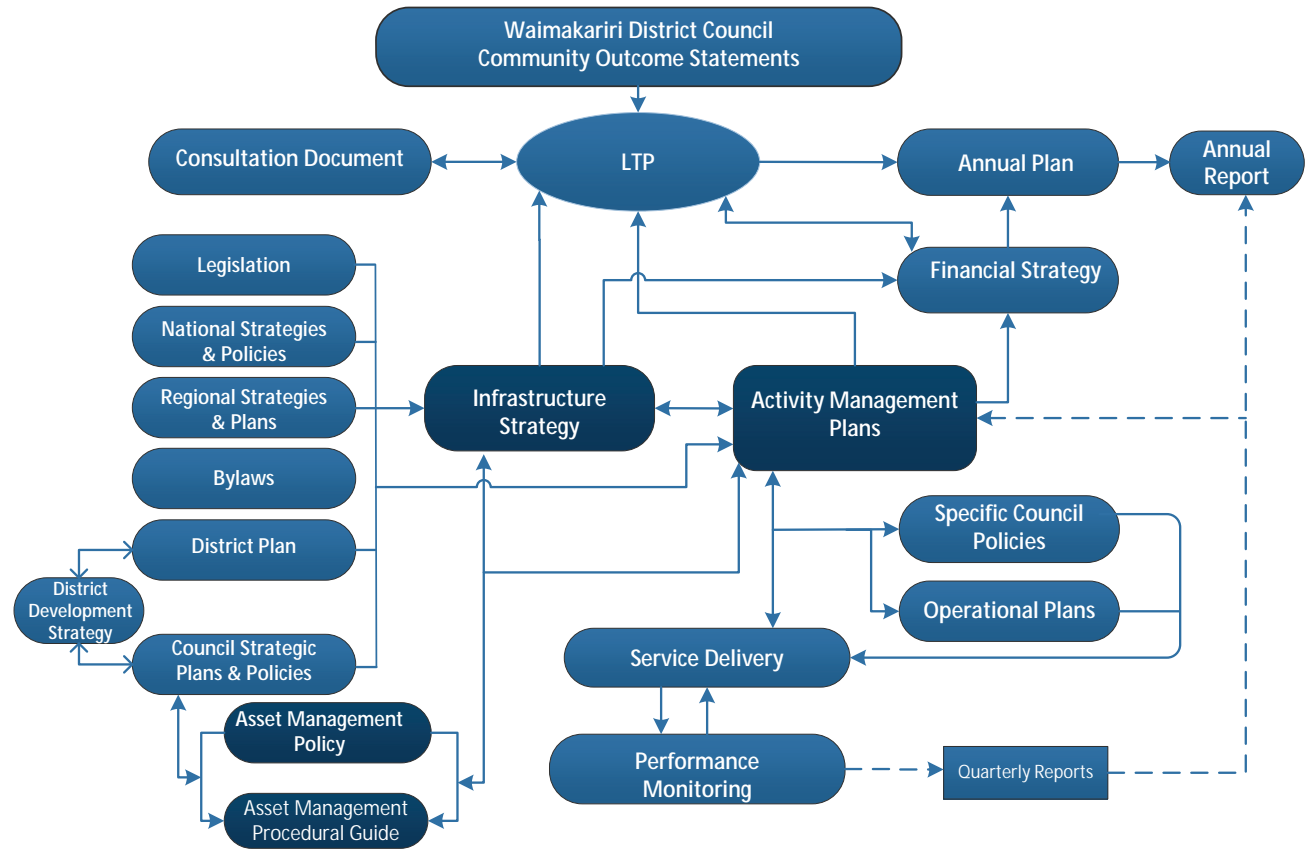 Waimakariri District Council
Community Outcome Statements
Consultation Document
LTP
Annual Plan
Annual
Report
Legislation
Financial Strategy
National Strategies
& Policies
Regional Strategies
& Plans
Infrastructure
Strategy
Activity Management
Plans
Bylaws
Specific Council
Policies
District Plan
District
Development
Strategy
Operational Plans
Council Strategic
Plans & Policies
Service Delivery
Asset Management
Policy
Performance
Monitoring
Quarterly Reports
Asset Management
Procedural Guide